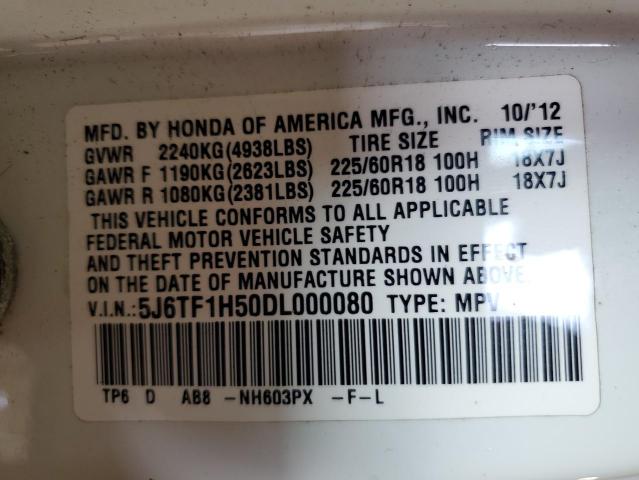 MFD. BY HONDA OF AMERICA MFG., INC. 10/'12
GVWR 2240KG(4938LBS) TIRE SIZE RIM SIZE
GAWR F 1190KG(2623LBS) 225/60R18 100H 18X7J
GAWR R 1080KG(2381LBS) 225/60R18 100H 18X7J
THIS VEHICLE CONFORMS TO ALL APPLICABLE
FEDERAL MOTOR VEHICLE SAFETY
AND THEFT PREVENTION STANDARDS IN EFFECT
ON THE DATE OF MANUFACTURE SHOWN ABOVE.
V.I.N.:5J6TF1H50DL000080 TYPE: MPV
TP6 D AB8 -NH603PX -F-L